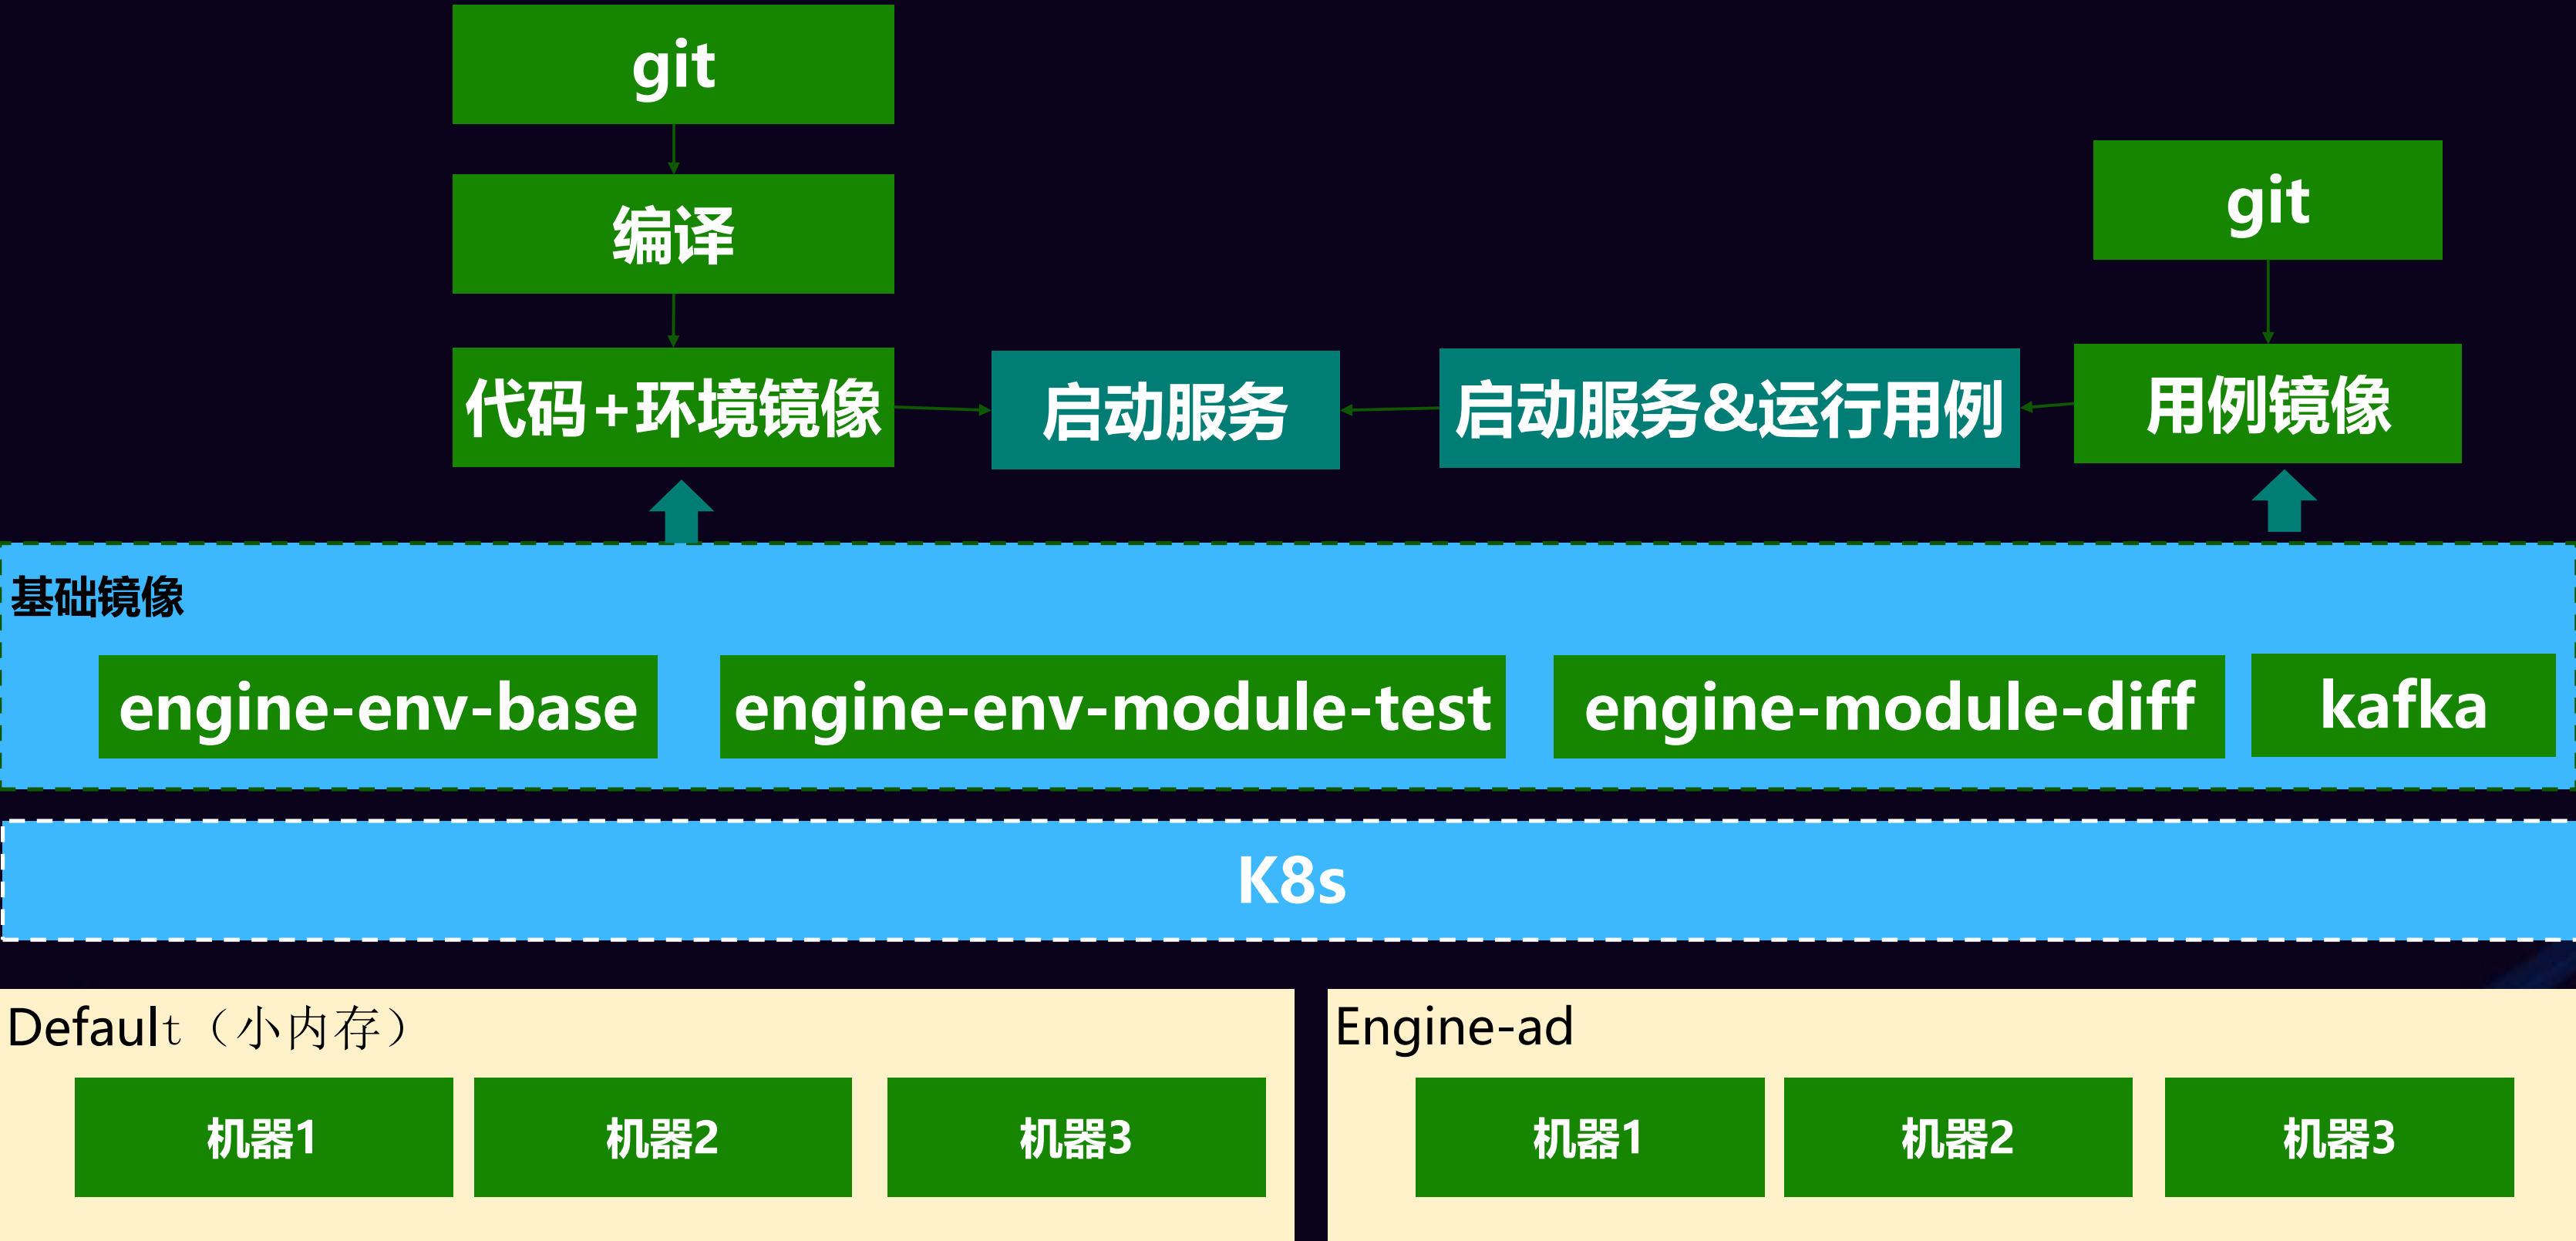 git
编译
git
代码+环境镜像
启动服务
启动服务&运行用例
用例镜像
基础镜像
engine-env-base
engine-env-module-test
engine-module-diff
kafka
K8s
Default（小内存）
机器1
机器2
机器3
Engine-ad
机器1
机器2
机器3